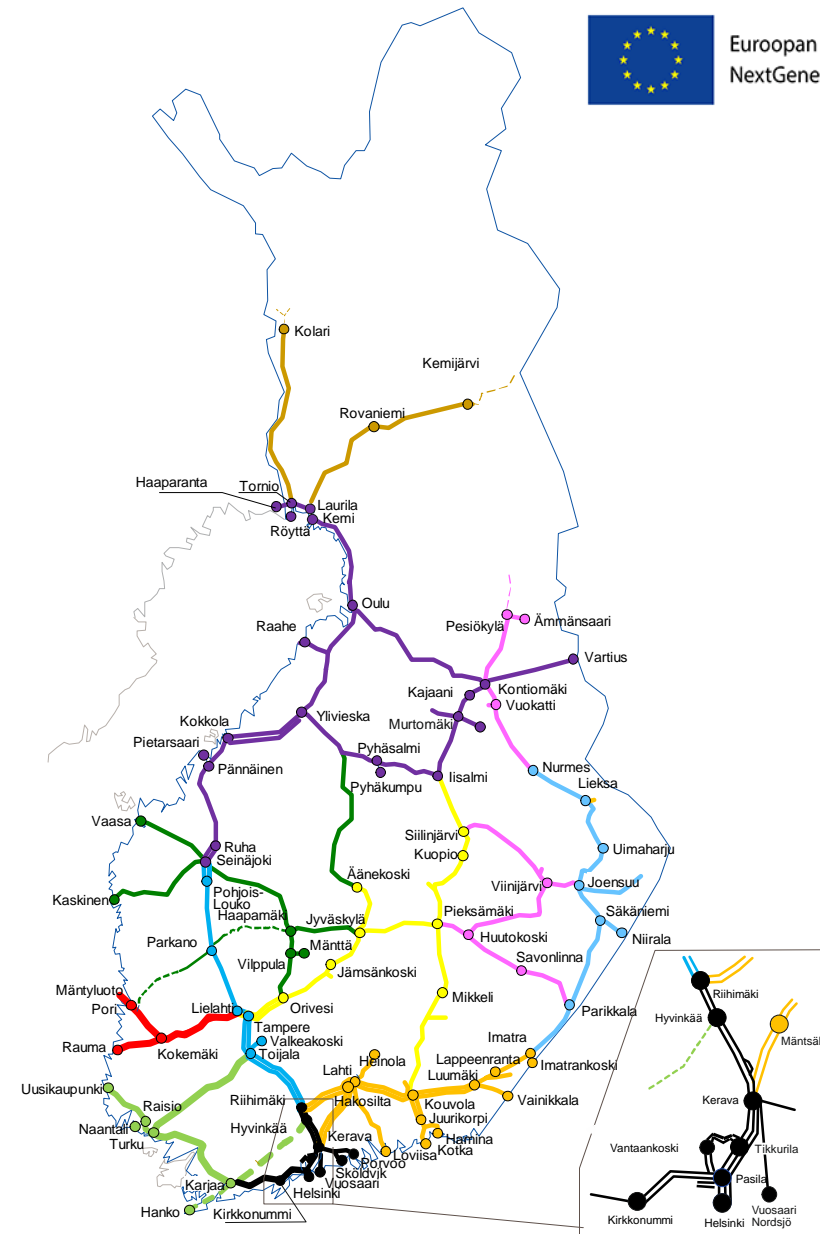 Euroopan
NextGene
Kolari
Kemijärvi
Rovaniemi
Haaparanta
Tornio
Laurila
Kemi
Röyttä
Oulu
Pesiökylä
Ämmänsaari
Raahe
Vartius
Kontiomäki
Kajaani
Vuokatti
Ylivieska
Murtomäki
Kokkola
Pietarsaari
Pyhäsalmi
Pännäinen
Iisalmi
Nurmes
Lieksa
Pyhäkumpu
Vaasa
Siilinjärvi
Ruha
Uimaharju
Kuopio
Seinäjoki
Äänekoski
Viinijärvi
Joensuu
Pohjois-
Louko
Kaskinen
Haapamäki
Jyväskylä
Pieksämäki
Säkäniemi
Niirala
Huutokoski
Parkano
Mänttä
Vilppula
Savonlinna
Jämsänkoski
Mäntyluoto
Pori
Mikkeli
Parikkala
Riihimäki
Lielahti
Orivesi
Tampere
Hyvinkää
Mäntsäl
Valkeakoski
Imatra
Rauma
Kokemäki
Toijala
Heinola
Lappeenranta
Imatrankoski
Lahti
Luumäki
Uusikaupunki
Riihimäki
Hakosilta
Kouvola
Vainikkala
Kerava
Raisio
Juurikorpi
Naantali
Hyvinkää
Turku
Kerava
Hamina
Vantaankoski
Tikkurila
Kotka
Loviisa
Porvoo
Sköldvik
Pasila
Karjaa
Vuosaari
Helsinki
Hanko
Kirkkonummi
Kirkkonummi
Helsinki
Vuosaari
Nordsjö